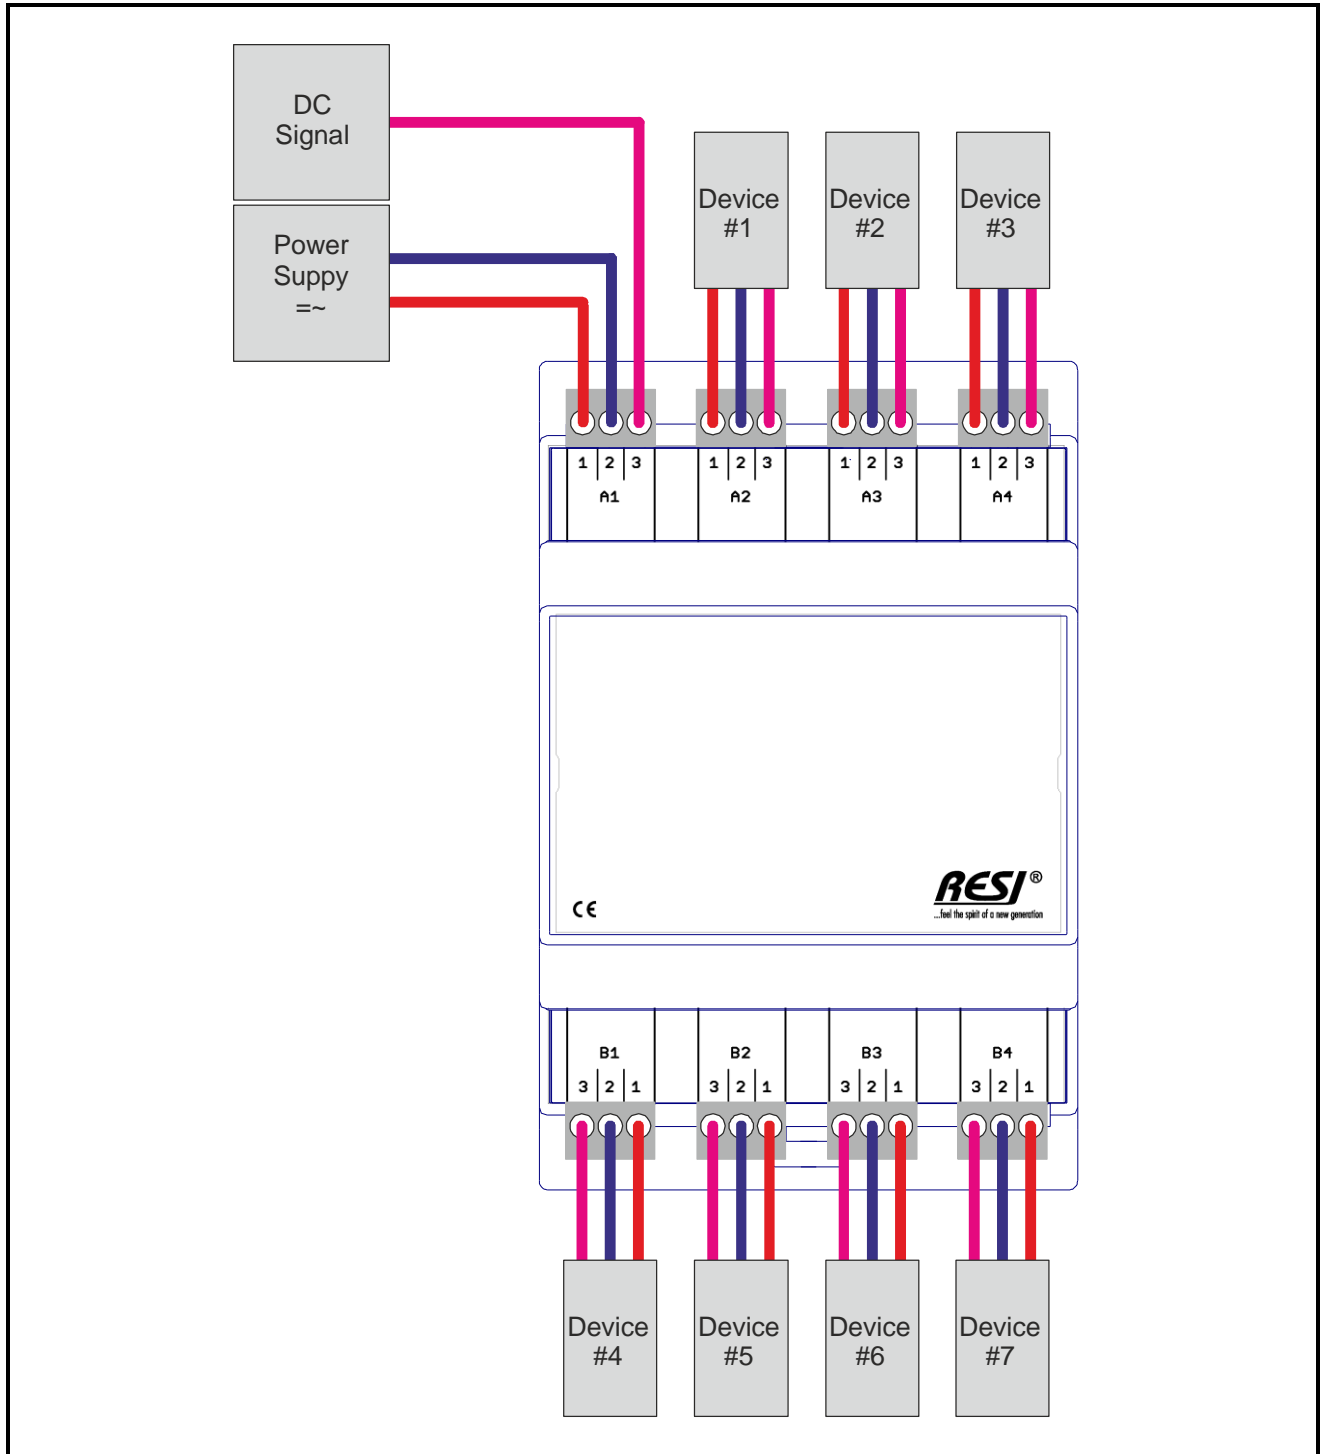 DC
Signal
Power
Suppy
=~
Device
#1
Device
#2
Device
#3
1 2 3
A1
1 2 3
A2
1 2 3
A3
1 2 3
A4
CE
RESI®
...feel the spirit of a new generation
B1
3 2 1
B2
3 2 1
B3
3 2 1
B4
3 2 1
Device
#4
Device
#5
Device
#6
Device
#7